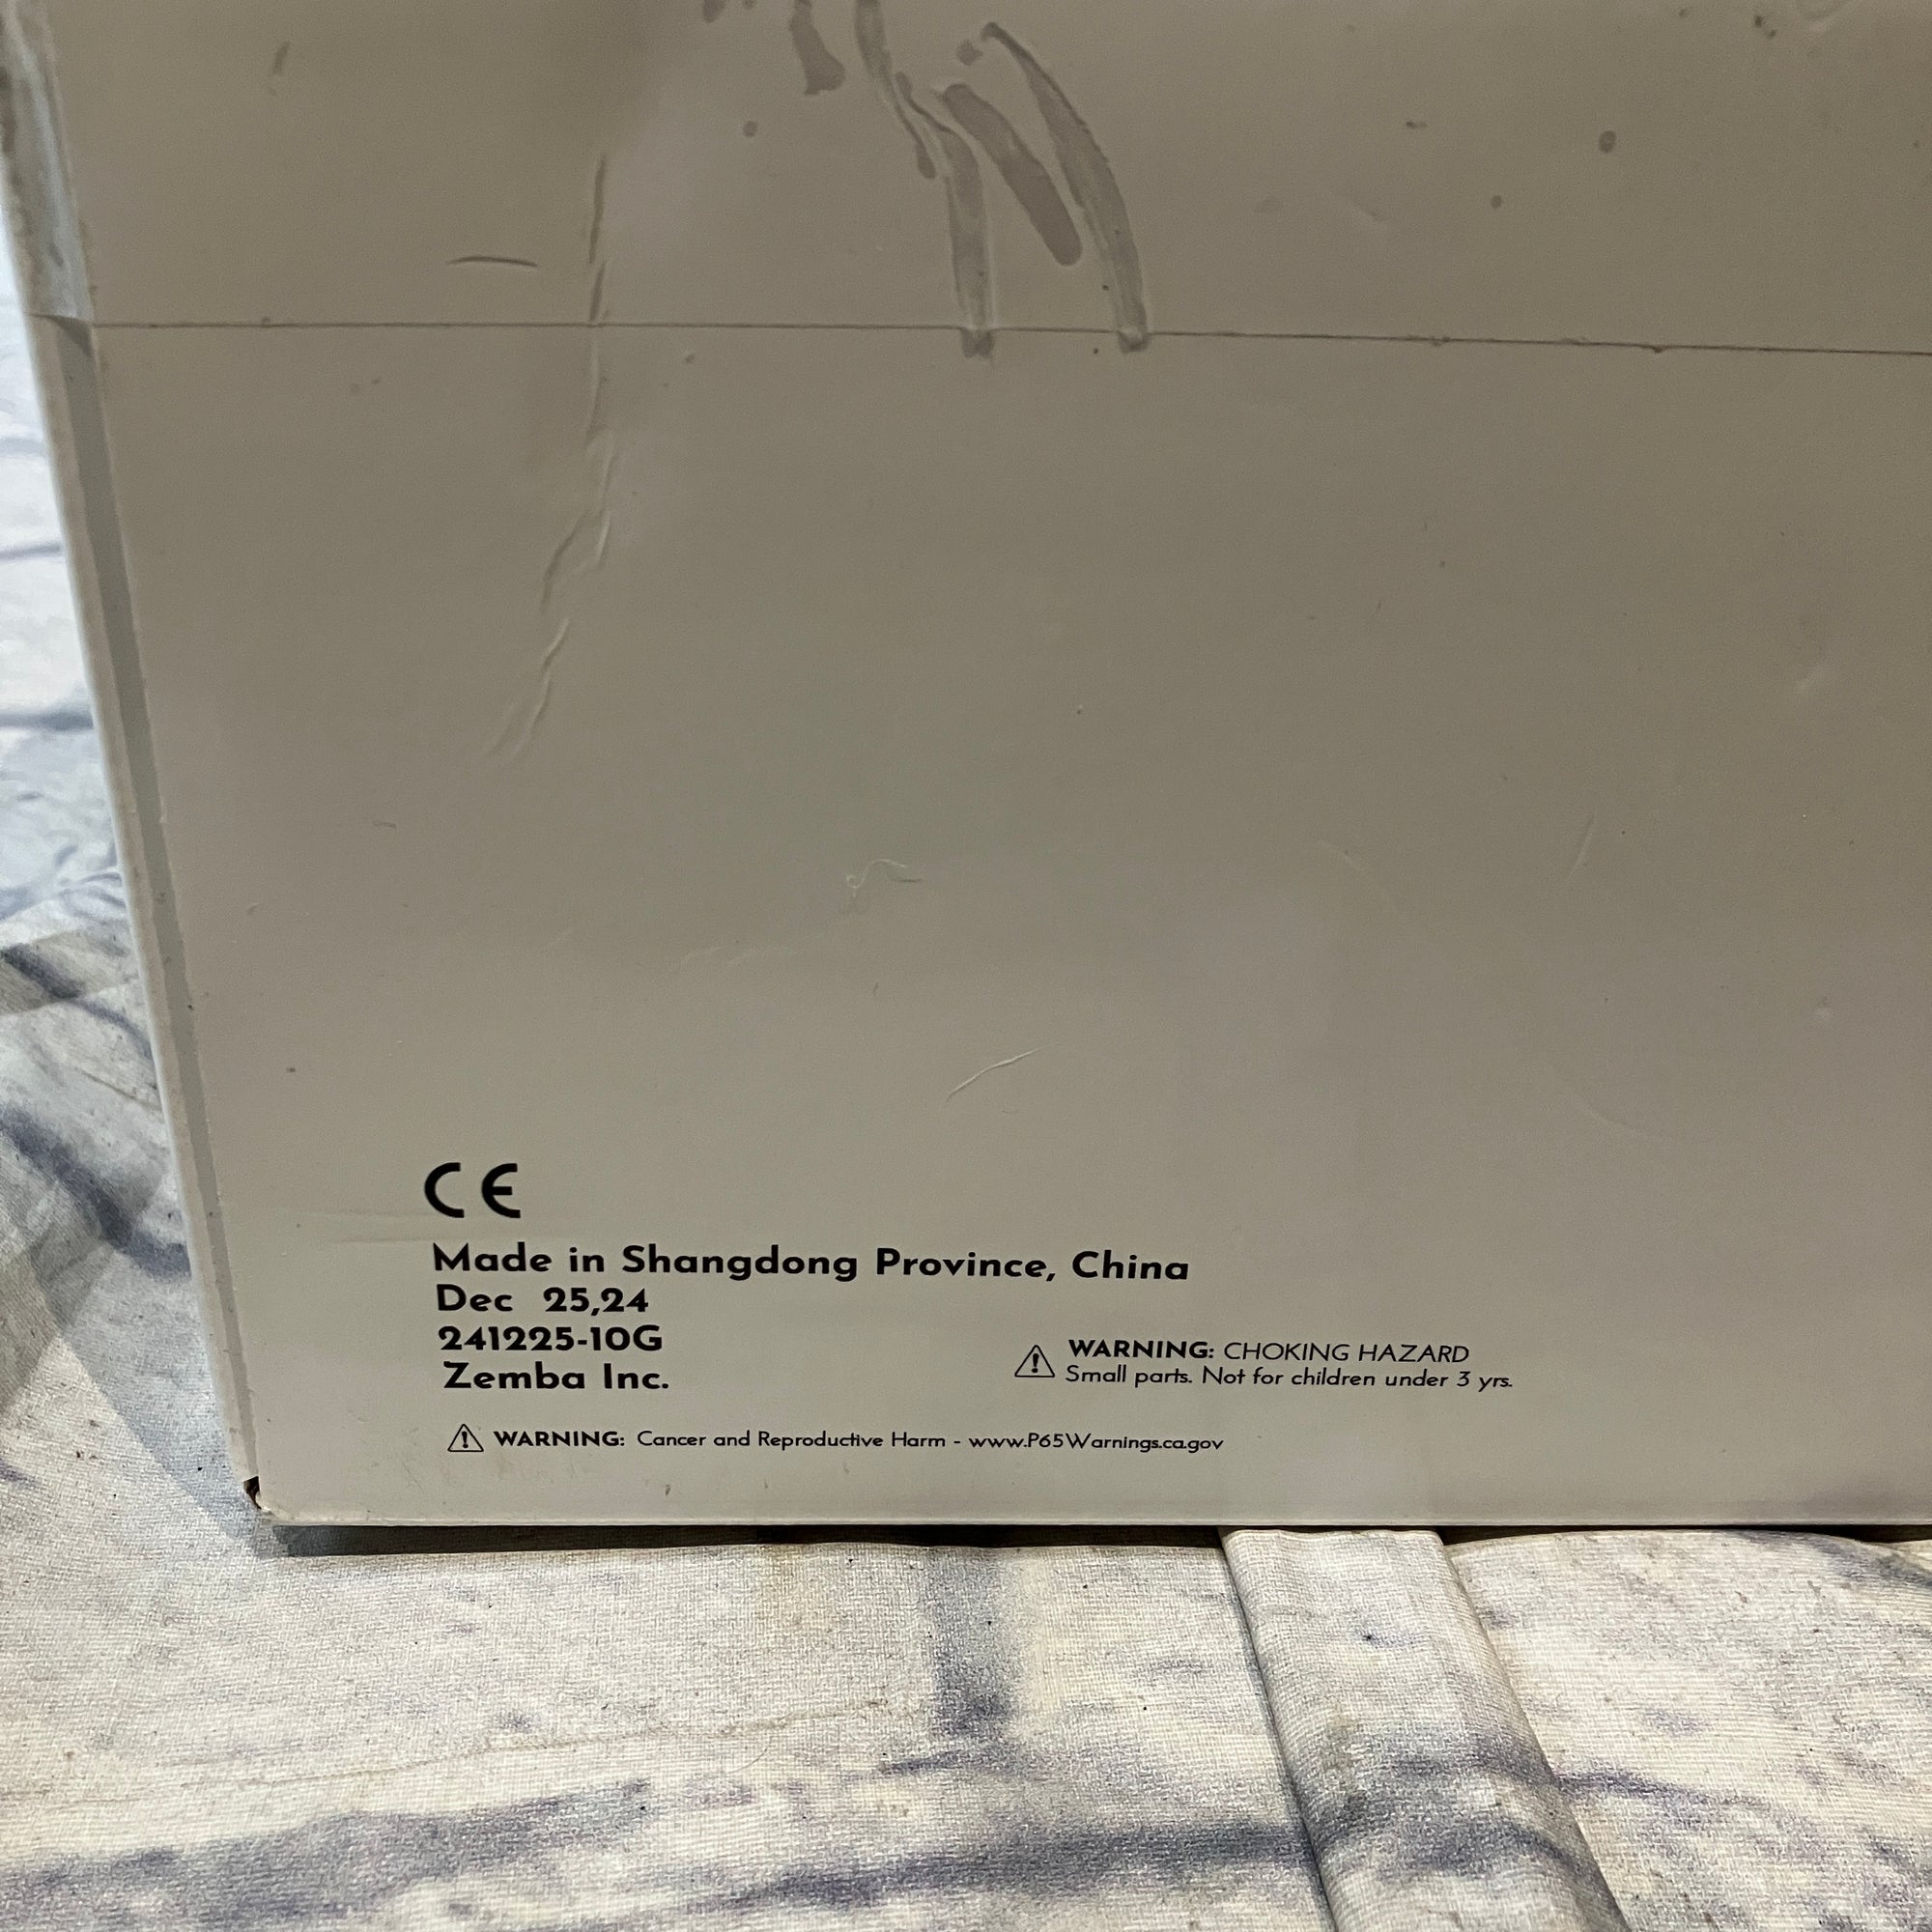 CE
Made in Shangdong Province, China
Dec 25,24
241225-10G
Zemba Inc.
WARNING: CHOKING HAZARD
Small parts. Not for children under 3 yrs.
WARNING: Cancer and Reproductive Harm - www.P65Warnings.ca.gov